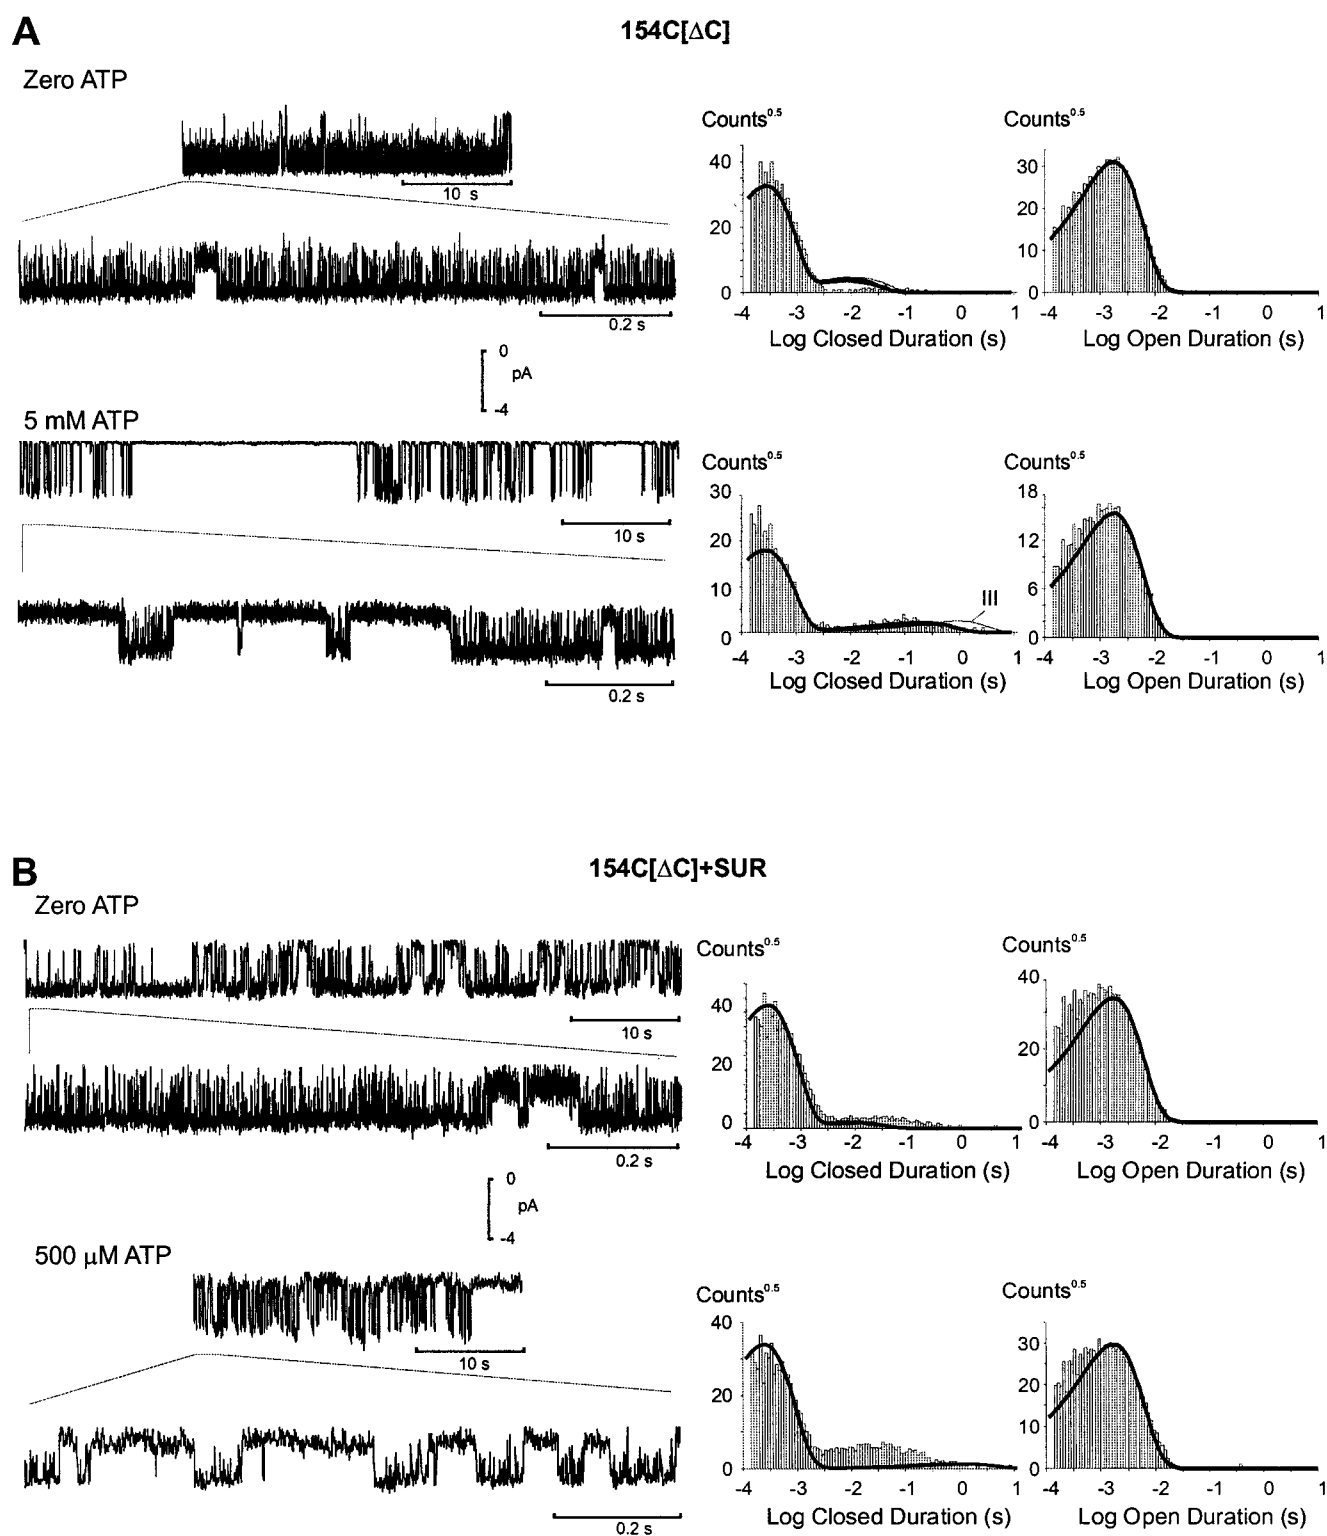 A
154C[ΔC]
Zero ATP
10 s
0.2 s
Counts0.5
40
20
0
-4 -3 -2 -1 0 1
Log Closed Duration (s)
Counts0.5
30
20
10
0
-4 -3 -2 -1 0 1
Log Open Duration (s)
0
pA
-4
5 mM ATP
10 s
0.2 s
Counts0.5
30
20
10
0
III
-4 -3 -2 -1 0 1
Log Closed Duration (s)
Counts0.5
18
12
6
0
-4 -3 -2 -1 0 1
Log Open Duration (s)
B
154C[ΔC]+SUR
Zero ATP
10 s
0.2 s
Counts0.5
40
20
0
-4 -3 -2 -1 0 1
Log Closed Duration (s)
Counts0.5
40
20
0
-4 -3 -2 -1 0 1
Log Open Duration (s)
0
pA
-4
500 µM ATP
10 s
0.2 s
Counts0.5
40
20
0
-4 -3 -2 -1 0 1
Log Closed Duration (s)
Counts0.5
30
20
10
0
-4 -3 -2 -1 0 1
Log Open Duration (s)